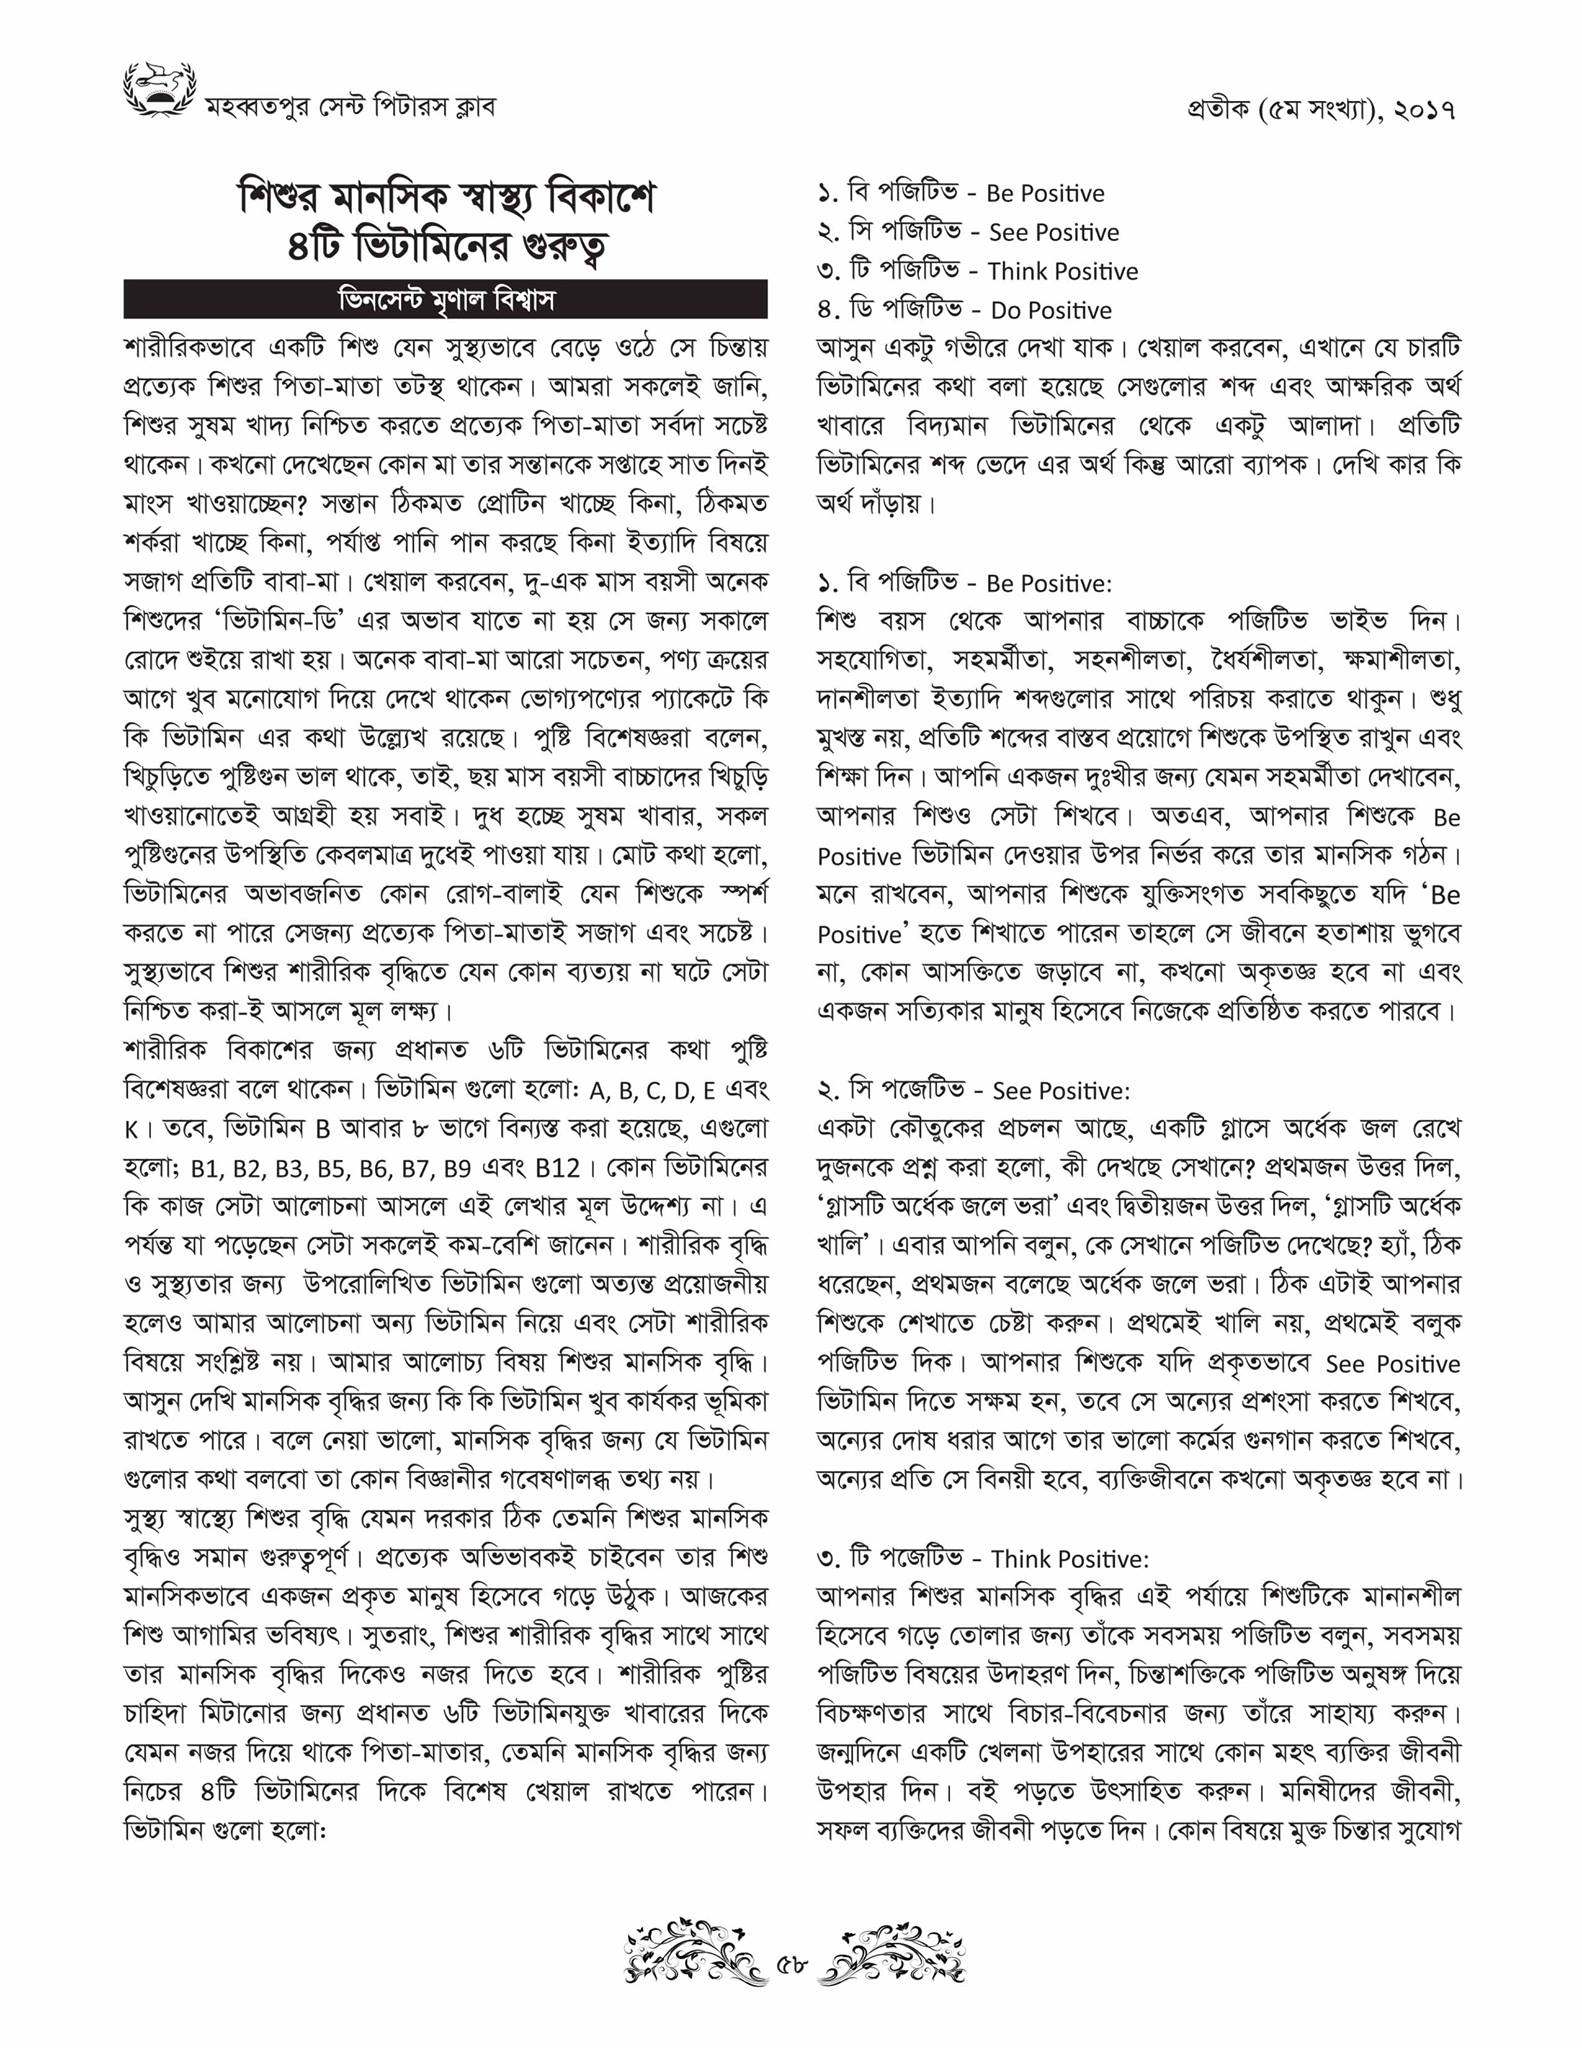 মহব্বতপুর সেন্ট পিটারস ক্লাব
প্রতীক (৫ম সংখ্যা), ২০১৭
শিশুর মানসিক স্বাস্থ্য বিকাশে
৪টি ভিটামিনের গুরুত্ব
ভিনসেন্ট মৃণাল বিশ্বাস
শারীরিকভাবে একটি শিশু যেন সুস্থ্যভাবে বেড়ে ওঠে সে চিন্তায়
প্রত্যেক শিশুর পিতা-মাতা তটস্থ থাকেন। আমরা সকলেই জানি,
শিশুর সুষম খাদ্য নিশ্চিত করতে প্রত্যেক পিতা-মাতা সর্বদা সচেষ্ট
থাকেন। কখনো দেখেছেন কোন মা তার সন্তানকে সপ্তাহে সাত দিনই
মাংস খাওয়াচ্ছেন? সন্তান ঠিকমত প্রোটিন খাচ্ছে কিনা, ঠিকমত
শর্করা খাচ্ছে কিনা, পর্যাপ্ত পানি পান করছে কিনা ইত্যাদি বিষয়ে
সজাগ প্রতিটি বাবা-মা। খেয়াল করবেন, দু-এক মাস বয়সী অনেক
শিশুদের ‘ভিটামিন-ডি’ এর অভাব যাতে না হয় সে জন্য সকালে
রোদে শুইয়ে রাখা হয়। অনেক বাবা-মা আরো সচেতন, পণ্য ক্রয়ের
আগে খুব মনোযোগ দিয়ে দেখে থাকেন ভোগ্যপণ্যের প্যাকেটে কি
কি ভিটামিন এর কথা উল্ল্যেখ রয়েছে। পুষ্টি বিশেষজ্ঞরা বলেন,
খিচুড়িতে পুষ্টিগুন ভাল থাকে, তাই, ছয় মাস বয়সী বাচ্চাদের খিচুড়ি
খাওয়ানোতেই আগ্রহী হয় সবাই। দুধ হচ্ছে সুষম খাবার, সকল
পুষ্টিগুনের উপস্থিতি কেবলমাত্র দুধেই পাওয়া যায়। মোট কথা হলো,
ভিটামিনের অভাবজনিত কোন রোগ-বালাই যেন শিশুকে স্পর্শ
করতে না পারে সেজন্য প্রত্যেক পিতা-মাতাই সজাগ এবং সচেষ্ট।
সুস্থ্যভাবে শিশুর শারীরিক বৃদ্ধিতে যেন কোন ব্যত্যয় না ঘটে সেটা
নিশ্চিত করা-ই আসলে মূল লক্ষ্য।
শারীরিক বিকাশের জন্য প্রধানত ৬টি ভিটামিনের কথা পুষ্টি
বিশেষজ্ঞরা বলে থাকেন। ভিটামিন গুলো হলো: A, B, C, D, E এবং
K। তবে, ভিটামিন B আবার ৮ ভাগে বিন্যস্ত করা হয়েছে, এগুলো
হলো; B1, B2, B3, B5, B6, B7, B9 এবং B12। কোন ভিটামিনের
কি কাজ সেটা আলোচনা আসলে এই লেখার মূল উদ্দেশ্য না। এ
পর্যন্ত যা পড়েছেন সেটা সকলেই কম-বেশি জানেন। শারীরিক বৃদ্ধি
ও সুস্থ্যতার জন্য উপরোলিখিত ভিটামিন গুলো অত্যন্ত প্রয়োজনীয়
হলেও আমার আলোচনা অন্য ভিটামিন নিয়ে এবং সেটা শারীরিক
বিষয়ে সংশ্লিষ্ট নয়। আমার আলোচ্য বিষয় শিশুর মানসিক বৃদ্ধি।
আসুন দেখি মানসিক বৃদ্ধির জন্য কি কি ভিটামিন খুব কার্যকর ভূমিকা
রাখতে পারে। বলে নেয়া ভালো, মানসিক বৃদ্ধির জন্য যে ভিটামিন
গুলোর কথা বলবো তা কোন বিজ্ঞানীর গবেষণালব্ধ তথ্য নয়।
সুস্থ্য স্বাস্থ্যে শিশুর বৃদ্ধি যেমন দরকার ঠিক তেমনি শিশুর মানসিক
বৃদ্ধিও সমান গুরুত্বপূর্ণ। প্রত্যেক অভিভাবকই চাইবেন তার শিশু
মানসিকভাবে একজন প্রকৃত মানুষ হিসেবে গড়ে উঠুক। আজকের
শিশু আগামির ভবিষ্যৎ। সুতরাং, শিশুর শারীরিক বৃদ্ধির সাথে সাথে
তার মানসিক বৃদ্ধির দিকেও নজর দিতে হবে। শারীরিক পুষ্টির
চাহিদা মিটানোর জন্য প্রধানত ৬টি ভিটামিনযুক্ত খাবারের দিকে
যেমন নজর দিয়ে থাকে পিতা-মাতার, তেমনি মানসিক বৃদ্ধির জন্য
নিচের ৪টি ভিটামিনের দিকে বিশেষ খেয়াল রাখতে পারেন।
ভিটামিন গুলো হলো:
১. বি পজিটিভ - Be Positive
২. সি পজিটিভ - See Positive
৩. টি পজিটিভ - Think Positive
৪. ডি পজিটিভ - Do Positive
আসুন একটু গভীরে দেখা যাক। খেয়াল করবেন, এখানে যে চারটি
ভিটামিনের কথা বলা হয়েছে সেগুলোর শব্দ এবং আক্ষরিক অর্থ
খাবারে বিদ্যমান ভিটামিনের থেকে একটু আলাদা। প্রতিটি
ভিটামিনের শব্দ ভেদে এর অর্থ কিন্তু আরো ব্যাপক। দেখি কার কি
অর্থ দাঁড়ায়।
১. বি পজিটিভ - Be Positive:
শিশু বয়স থেকে আপনার বাচ্চাকে পজিটিভ ভাইভ দিন।
সহযোগিতা, সহমর্মীতা, সহনশীলতা, ধৈর্যশীলতা, ক্ষমাশীলতা,
দানশীলতা ইত্যাদি শব্দগুলোর সাথে পরিচয় করাতে থাকুন। শুধু
মুখস্ত নয়, প্রতিটি শব্দের বাস্তব প্রয়োগে শিশুকে উপস্থিত রাখুন এবং
শিক্ষা দিন। আপনি একজন দুঃখীর জন্য যেমন সহমর্মীতা দেখাবেন,
আপনার শিশুও সেটা শিখবে। অতএব, আপনার শিশুকে Be
Positive ভিটামিন দেওয়ার উপর নির্ভর করে তার মানসিক গঠন।
মনে রাখবেন, আপনার শিশুকে যুক্তিসংগত সবকিছুতে যদি ‘Be
Positive’ হতে শিখাতে পারেন তাহলে সে জীবনে হতাশায় ভুগবে
না, কোন আসক্তিতে জড়াবে না, কখনো অকৃতজ্ঞ হবে না এবং
একজন সত্যিকার মানুষ হিসেবে নিজেকে প্রতিষ্ঠিত করতে পারবে।
২. সি পজেটিভ - See Positive:
একটা কৌতুকের প্রচলন আছে, একটি গ্লাসে অর্ধেক জল রেখে
দুজনকে প্রশ্ন করা হলো, কী দেখছে সেখানে? প্রথমজন উত্তর দিল,
‘গ্লাসটি অর্ধেক জলে ভরা’ এবং দ্বিতীয়জন উত্তর দিল, ‘গ্লাসটি অর্ধেক
খালি’। এবার আপনি বলুন, কে সেখানে পজিটিভ দেখেছে? হ্যাঁ, ঠিক
ধরেছেন, প্রথমজন বলেছে অর্ধেক জলে ভরা। ঠিক এটাই আপনার
শিশুকে শেখাতে চেষ্টা করুন। প্রথমেই খালি নয়, প্রথমেই বলুক
পজিটিভ দিক। আপনার শিশুকে যদি প্রকৃতভাবে See Positive
ভিটামিন দিতে সক্ষম হন, তবে সে অন্যের প্রশংসা করতে শিখবে,
অন্যের দোষ ধরার আগে তার ভালো কর্মের গুনগান করতে শিখবে,
অন্যের প্রতি সে বিনয়ী হবে, ব্যক্তিজীবনে কখনো অকৃতজ্ঞ হবে না।
৩. টি পজেটিভ - Think Positive:
আপনার শিশুর মানসিক বৃদ্ধির এই পর্যায়ে শিশুটিকে মানানশীল
হিসেবে গড়ে তোলার জন্য তাঁকে সবসময় পজিটিভ বলুন, সবসময়
পজিটিভ বিষয়ের উদাহরণ দিন, চিন্তাশক্তিকে পজিটিভ অনুষঙ্গ দিয়ে
বিচক্ষণতার সাথে বিচার-বিবেচনার জন্য তাঁরে সাহায্য করুন।
জন্মদিনে একটি খেলনা উপহারের সাথে কোন মহৎ ব্যক্তির জীবনী
উপহার দিন। বই পড়তে উৎসাহিত করুন। মনিষীদের জীবনী,
সফল ব্যক্তিদের জীবনী পড়তে দিন। কোন বিষয়ে মুক্ত চিন্তার সুযোগ
৫৮